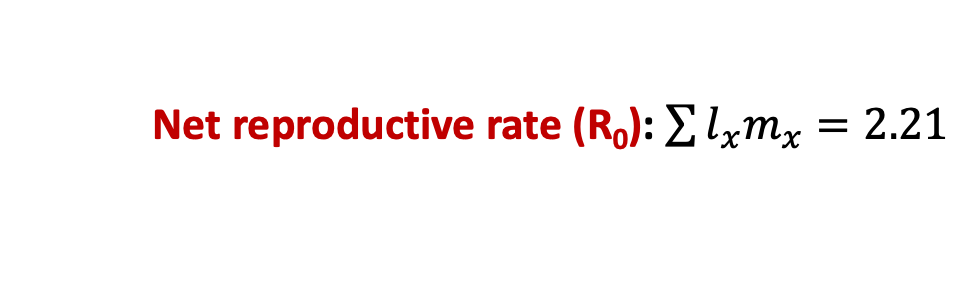 Net reproductive rate (R₀): ∑ lₓmₓ = 2.21